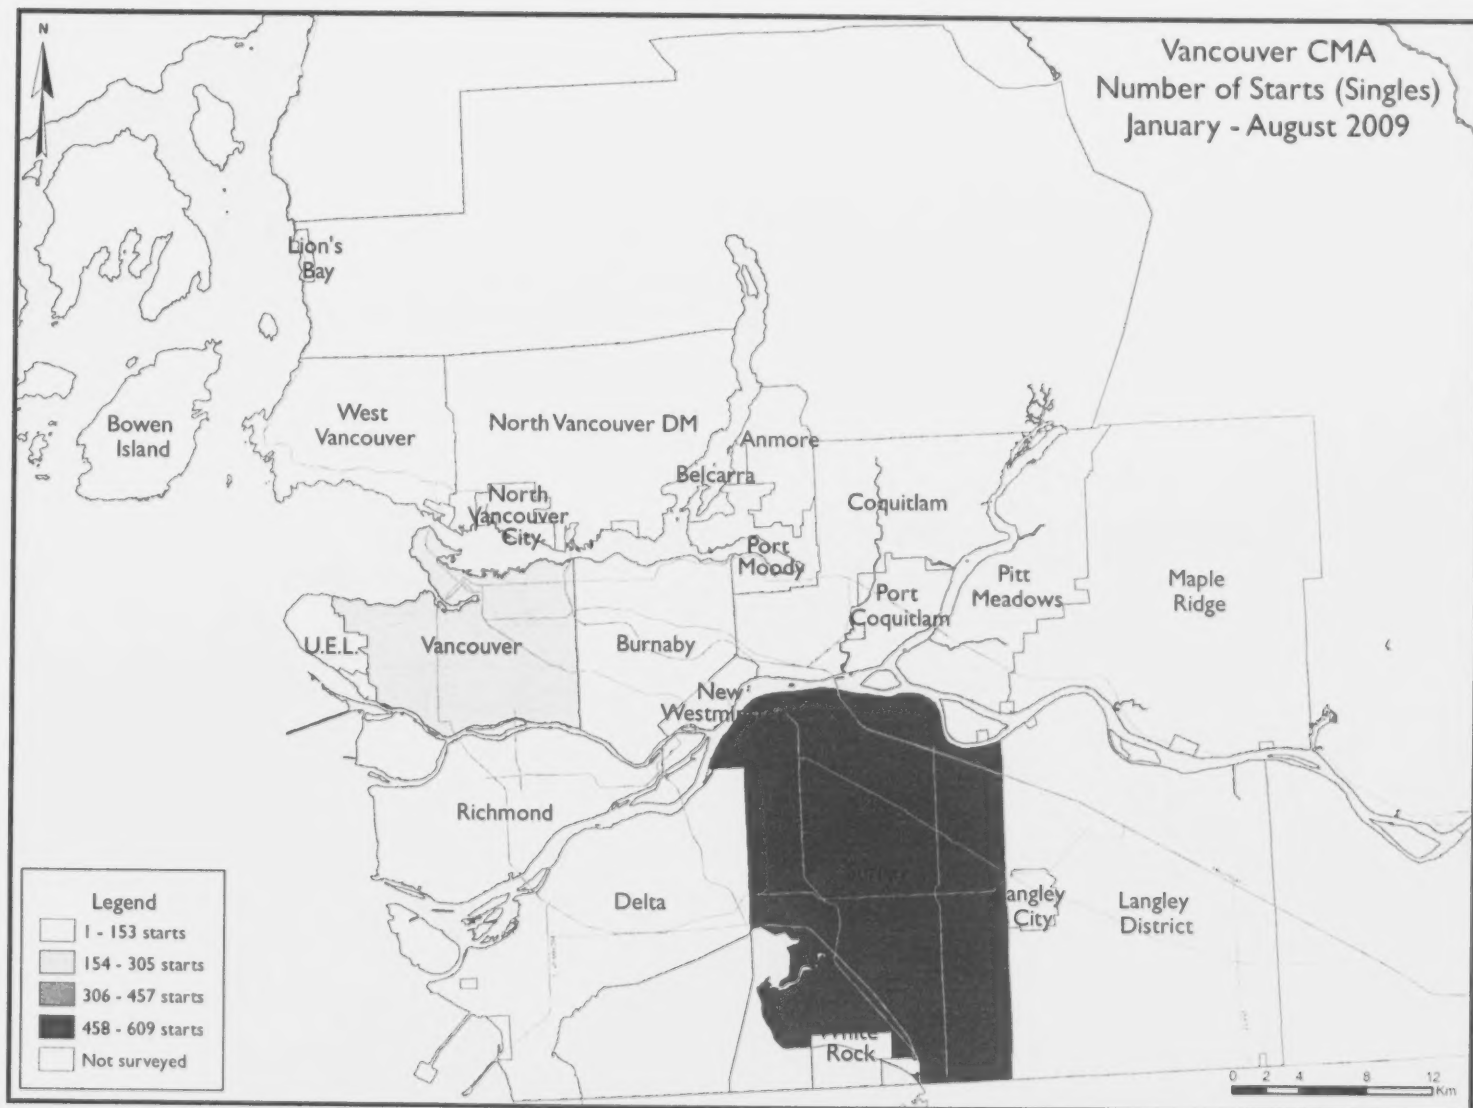 N
Vancouver CMA
Number of Starts (Singles)
January - August 2009
Lion's
Bay
Bowen
Island
West
Vancouver
North Vancouver DM
Anmore
Belcarra
North
Vancouver
City
Coquitlam
Port
Moody
Pitt
Meadows
Maple
Ridge
Port
Coquitlam
U.E.L.
Vancouver
Burnaby
New
Westmin
Richmond
Delta
angley
City
Langley
District
White
Rock
Legend
1 - 153 starts
154 - 305 starts
306 - 457 starts
458 - 609 starts
Not surveyed
0 2 4 8 12
Km